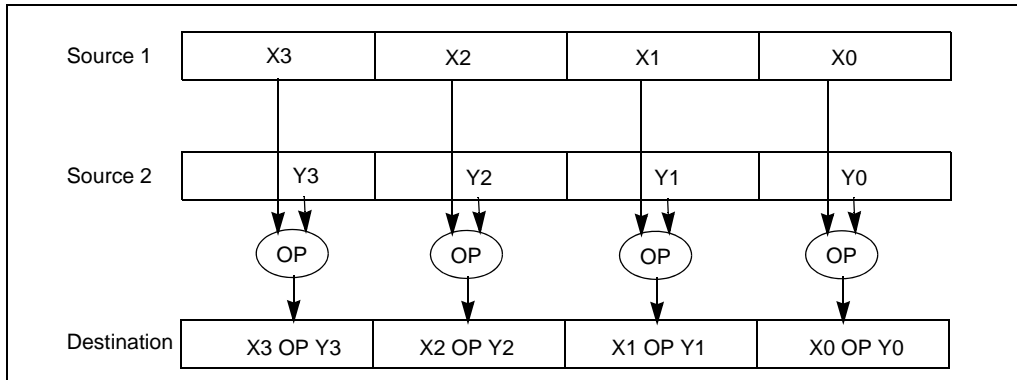 Source 1 X3 X2 X1 X0
Source 2 Y3 Y2 Y1 Y0
OP OP OP OP
Destination X3 OP Y3 X2 OP Y2 X1 OP Y1 X0 OP Y0